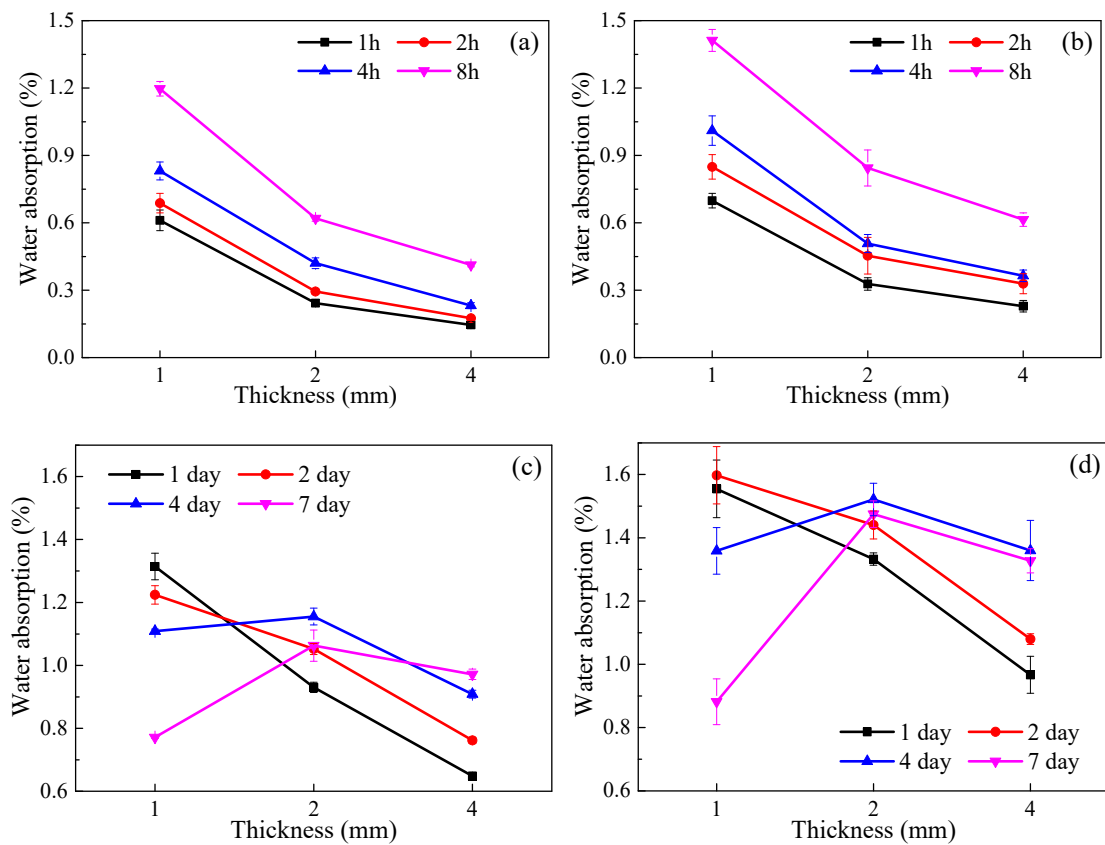 1.5
1.2
0.9
0.6
0.3
0.0
Water absorption (%)
1h 2h
4h 8h
(a)
1 2 4
Thickness (mm)
1.5
1.2
0.9
0.6
0.3
0.0
Water absorption (%)
1h 2h
4h 8h
(b)
1 2 4
Thickness (mm)
1.6
1.4
1.2
1.0
0.8
0.6
Water absorption (%)
1 day 2 day
4 day 7 day
(c)
1 2 4
Thickness (mm)
1.6
1.4
1.2
1.0
0.8
0.6
Water absorption (%)
(d)
1 day 2 day
4 day 7 day
1 2 4
Thickness (mm)